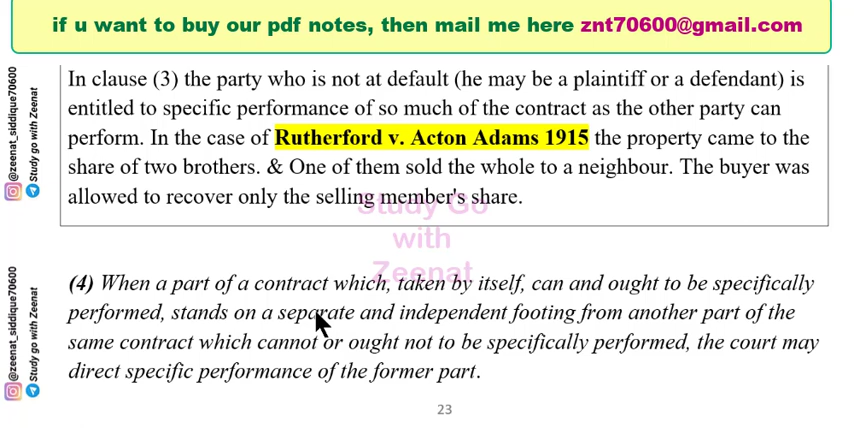 if u want to buy our pdf notes, then mail me here znt70600@gmail.com
In clause (3) the party who is not at default (he may be a plaintiff or a defendant) is
entitled to specific performance of so much of the contract as the other party can
perform. In the case of Rutherford v. Acton Adams 1915 the property came to the
share of two brothers. & One of them sold the whole to a neighbour. The buyer was
allowed to recover only the selling member's share.
@zeenat_siddique70600
Study go with Zeenat
Study Go
with
Zeenat
(4) When a part of a contract which, taken by itself, can and ought to be specifically
performed, stands on a separate and independent footing from another part of the
same contract which cannot or ought not to be specifically performed, the court may
direct specific performance of the former part.
@zeenat_siddique70600
Study go with Zeenat
23